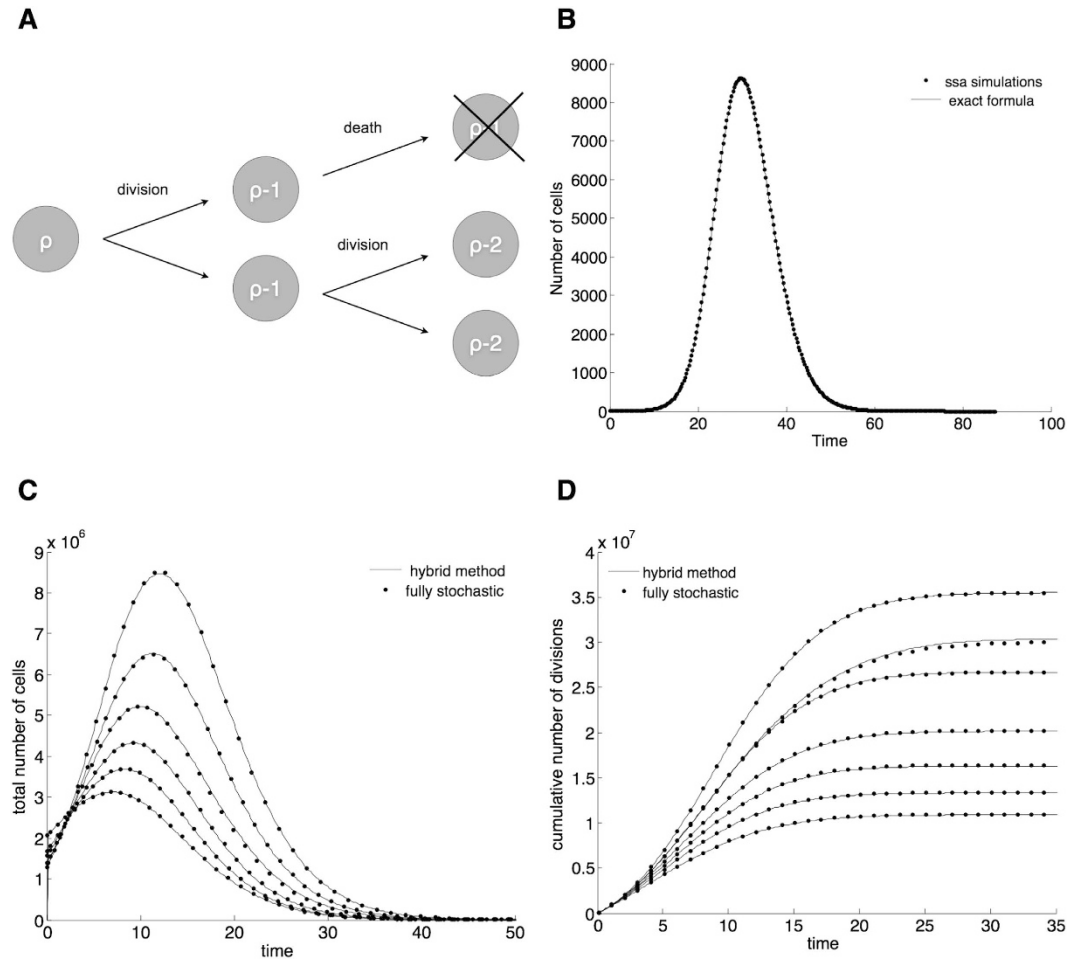 A
division
death
division
ρ
ρ-1
ρ-1
ρ-1
ρ-2
ρ-2
B
Number of cells
9000
8000
7000
6000
5000
4000
3000
2000
1000
0
0 20 40 60 80 100
Time
ssa simulations
exact formula
C
x 10^6
total number of cells
9
8
7
6
5
4
3
2
1
0
0 10 20 30 40 50
time
hybrid method
fully stochastic
D
x 10^7
cumulative number of divisions
4
3.5
3
2.5
2
1.5
1
0.5
0
0 5 10 15 20 25 30 35
time
hybrid method
fully stochastic